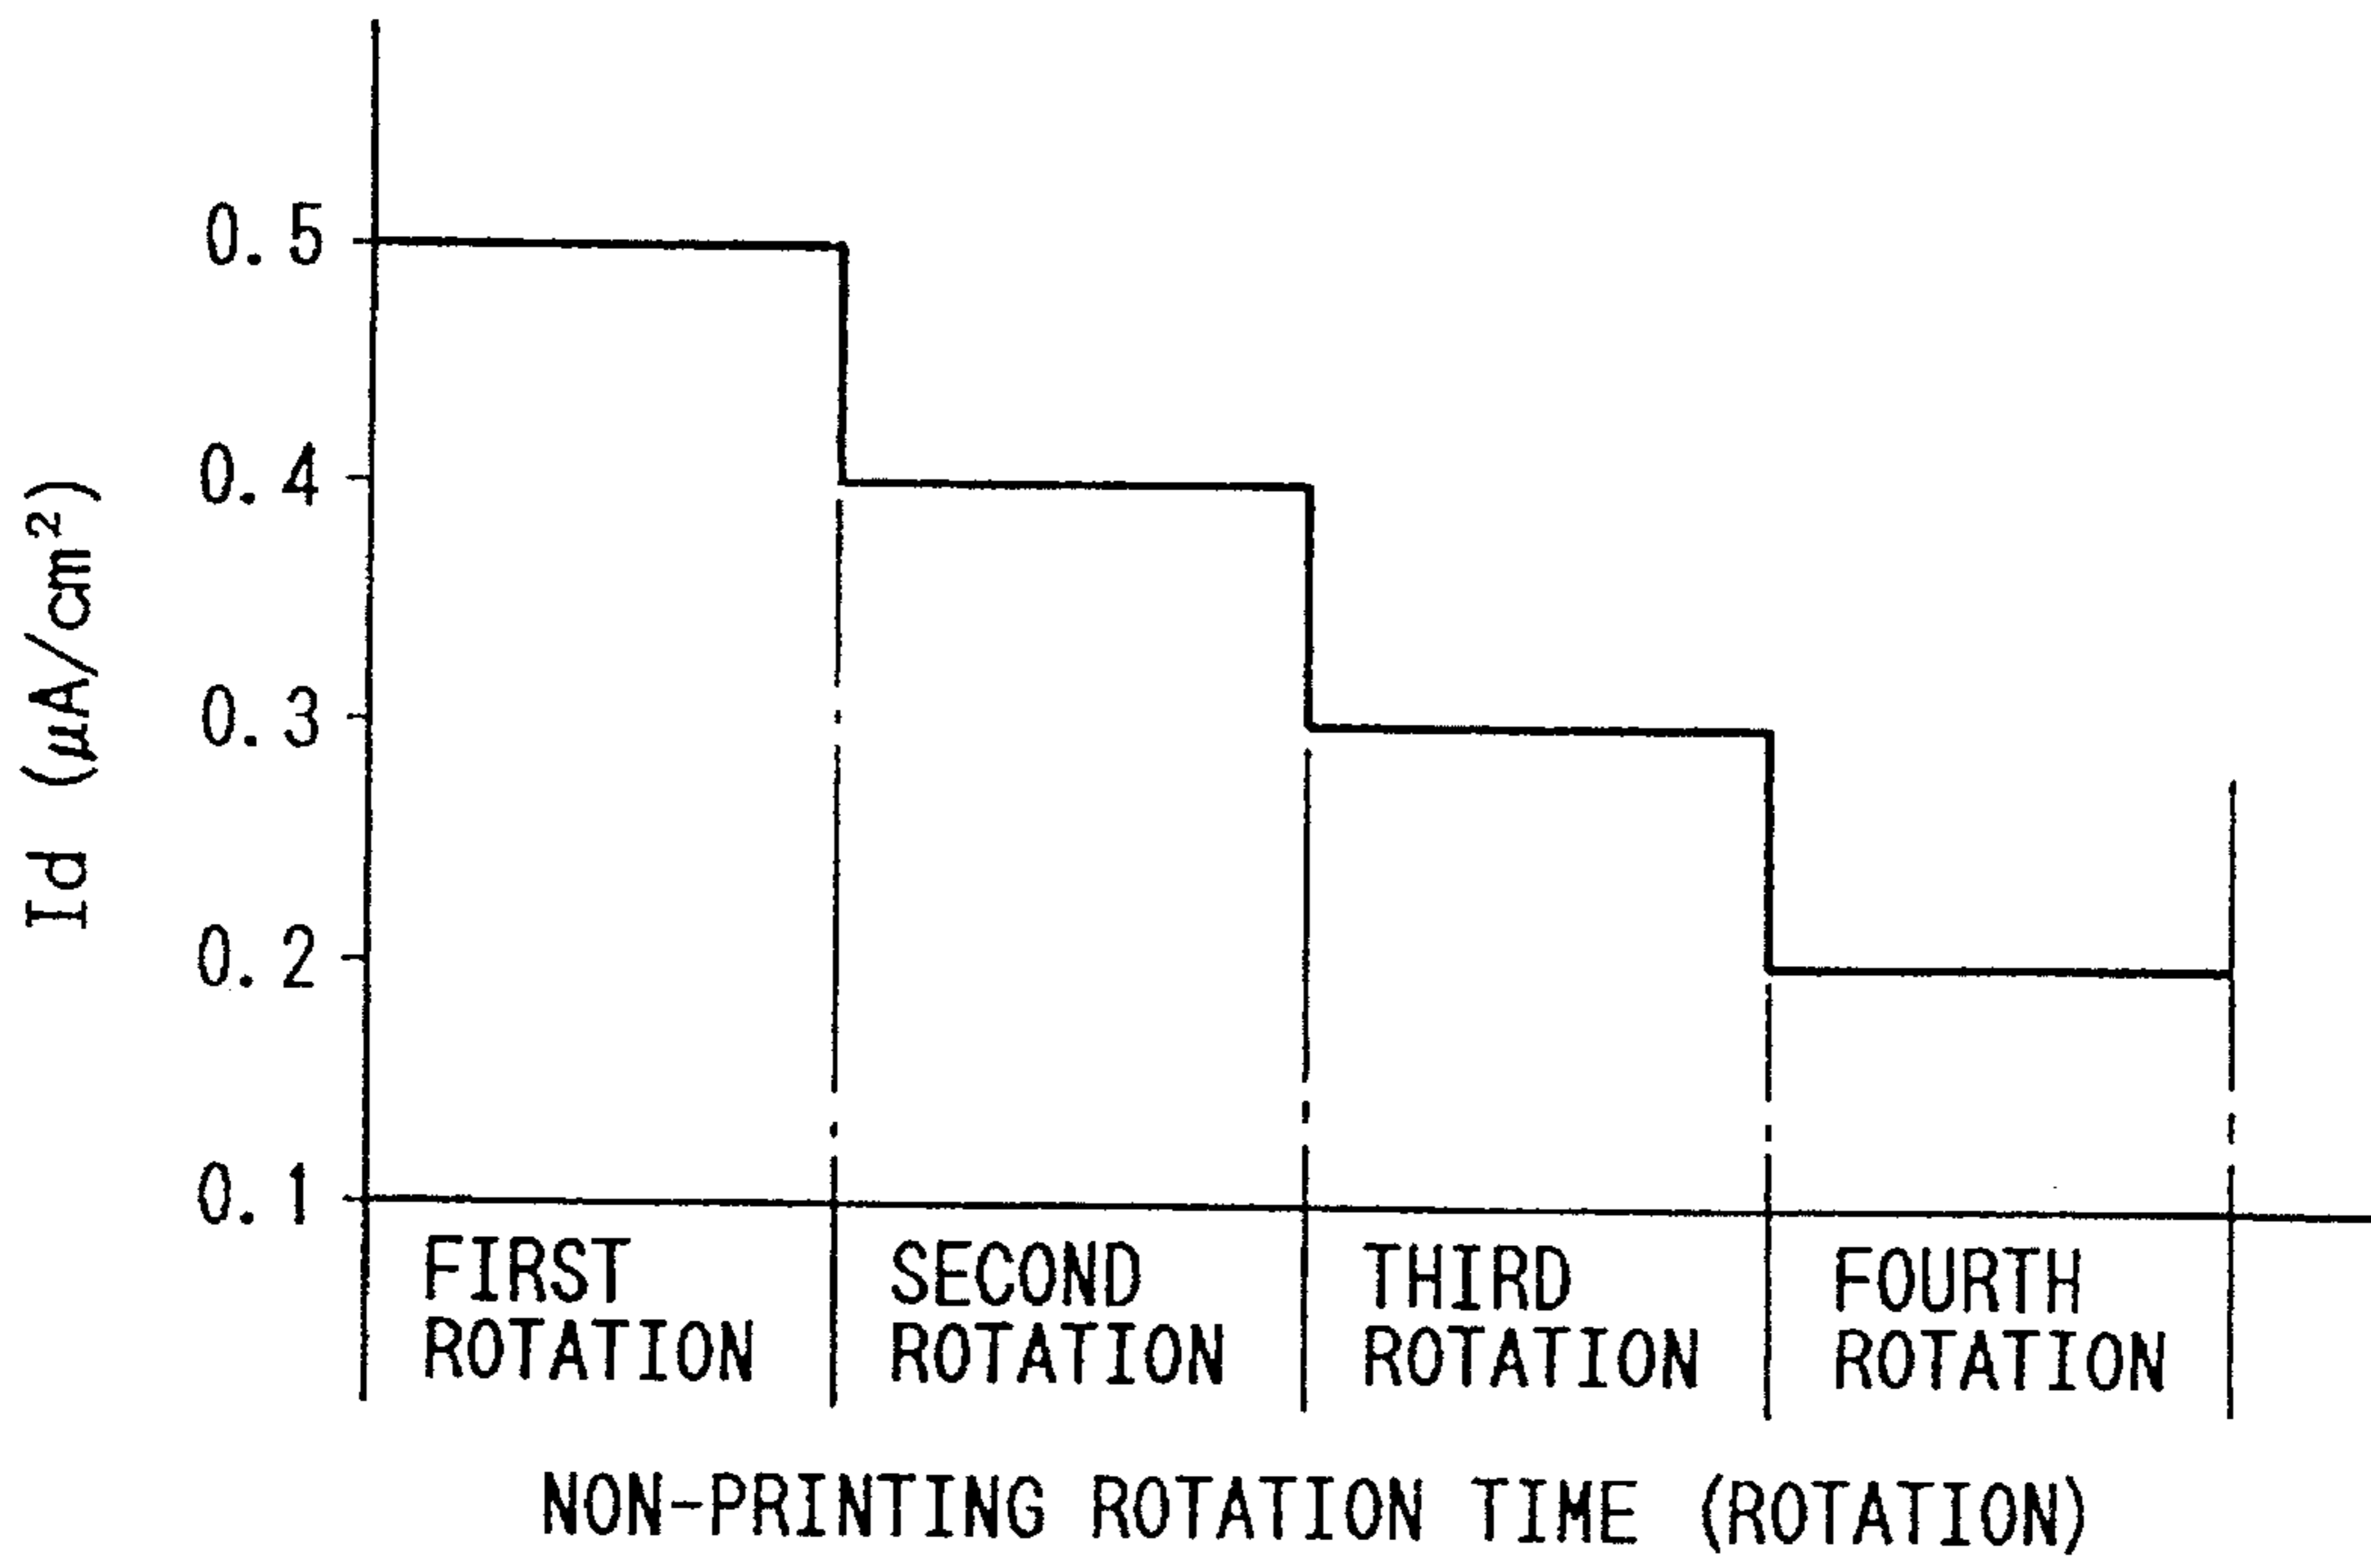 0.5
0.4
0.3
0.2
0.1
Id (μA/cm²)
FIRST
ROTATION
SECOND
ROTATION
THIRD
ROTATION
FOURTH
ROTATION
NON-PRINTING ROTATION TIME (ROTATION)